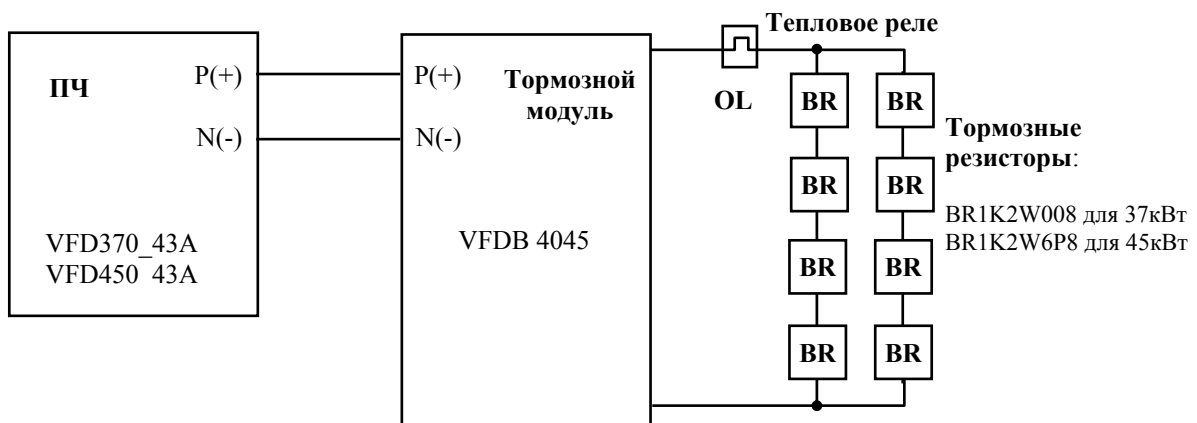 ПЧ
P(+)
N(-)
VFD370_43A
VFD450_43A
P(+)
N(-)
Тормозной
модуль
VFDB 4045
Тепловое реле
OL
BR BR
BR BR
BR BR
BR BR
Тормозные
резисторы:
BR1K2W008 для 37кВт
BR1K2W6P8 для 45кВт